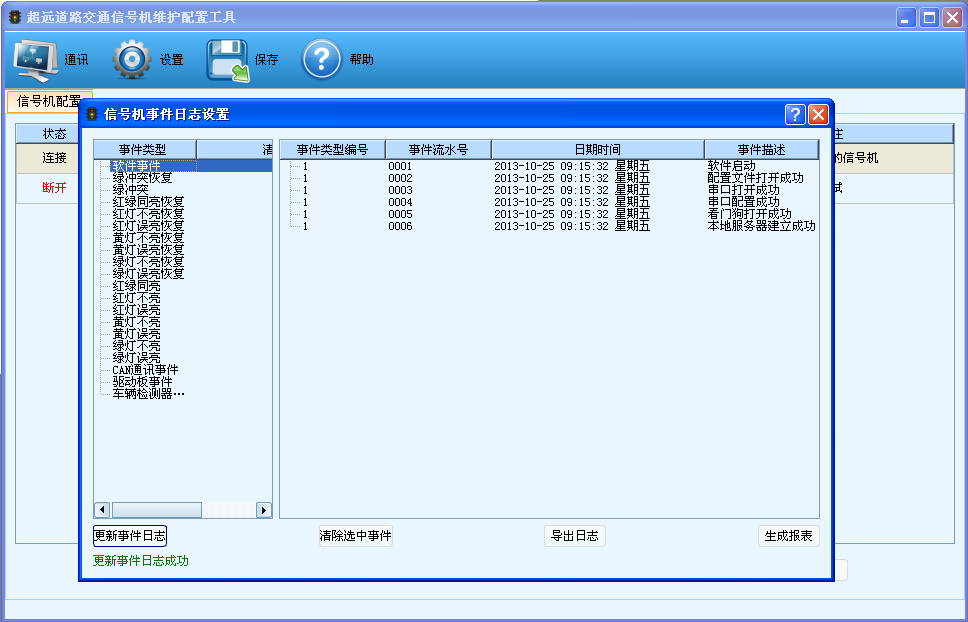 超远道路交通信号机维护配置工具
通讯 设置 保存 帮助
信号机配置
信号机事件日志设置
状态
连接
断开
的信号机
事件类型
软件事件
绿冲突恢复
绿冲突
红绿同亮恢复
红灯不亮恢复
红灯误亮恢复
黄灯不亮恢复
黄灯误亮恢复
绿灯不亮恢复
绿灯误亮恢复
红绿同亮
红灯不亮
红灯误亮
黄灯不亮
黄灯误亮
绿灯不亮
绿灯误亮
CAN通讯事件
驱动板事件
车辆检测器…
事件类型编号 事件流水号 日期时间 事件描述
1 0001 2013-10-25 09:15:32 星期五 软件启动
1 0002 2013-10-25 09:15:32 星期五 配置文件打开成功
1 0003 2013-10-25 09:15:32 星期五 串口打开成功
1 0004 2013-10-25 09:15:32 星期五 串口配置成功
1 0005 2013-10-25 09:15:32 星期五 看门狗打开成功
1 0006 2013-10-25 09:15:32 星期五 本地服务器建立成功
更新事件日志 清除选中事件 导出日志 生成报表
更新事件日志成功